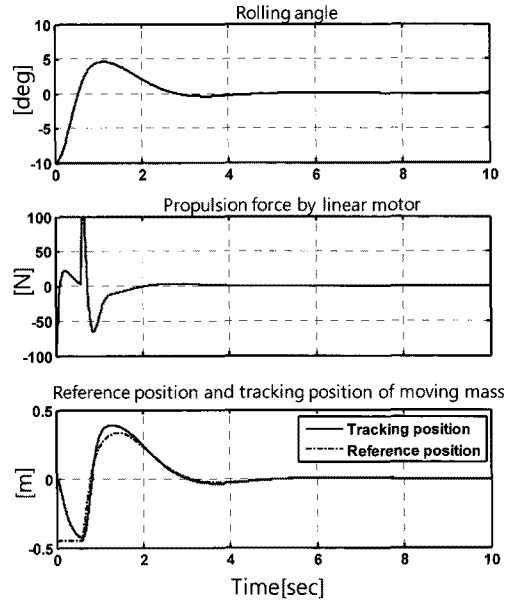 Rolling angle
10
5
0
-5
-10
[deg]
0 2 4 6 8 10
Propulsion force by linear motor
100
50
0
-50
-100
[N]
0 2 4 6 8 10
Reference position and tracking position of moving mass
0.5
0
-0.5
[m]
Tracking position
Reference position
0 2 4 6 8 10
Time[sec]